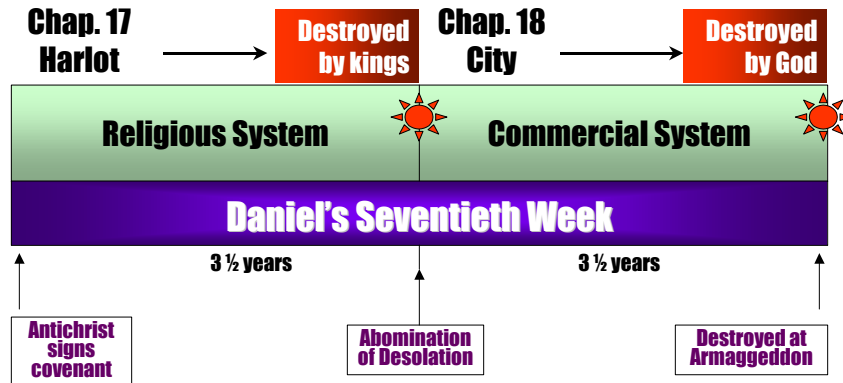 Chap. 17
Harlot
Destroyed
by kings
Chap. 18
City
Destroyed
by God
Religious System
Commercial System
Daniel's Seventieth Week
3 ½ years
3 ½ years
Antichrist
signs
covenant
Abomination
of Desolation
Destroyed at
Armaggeddon